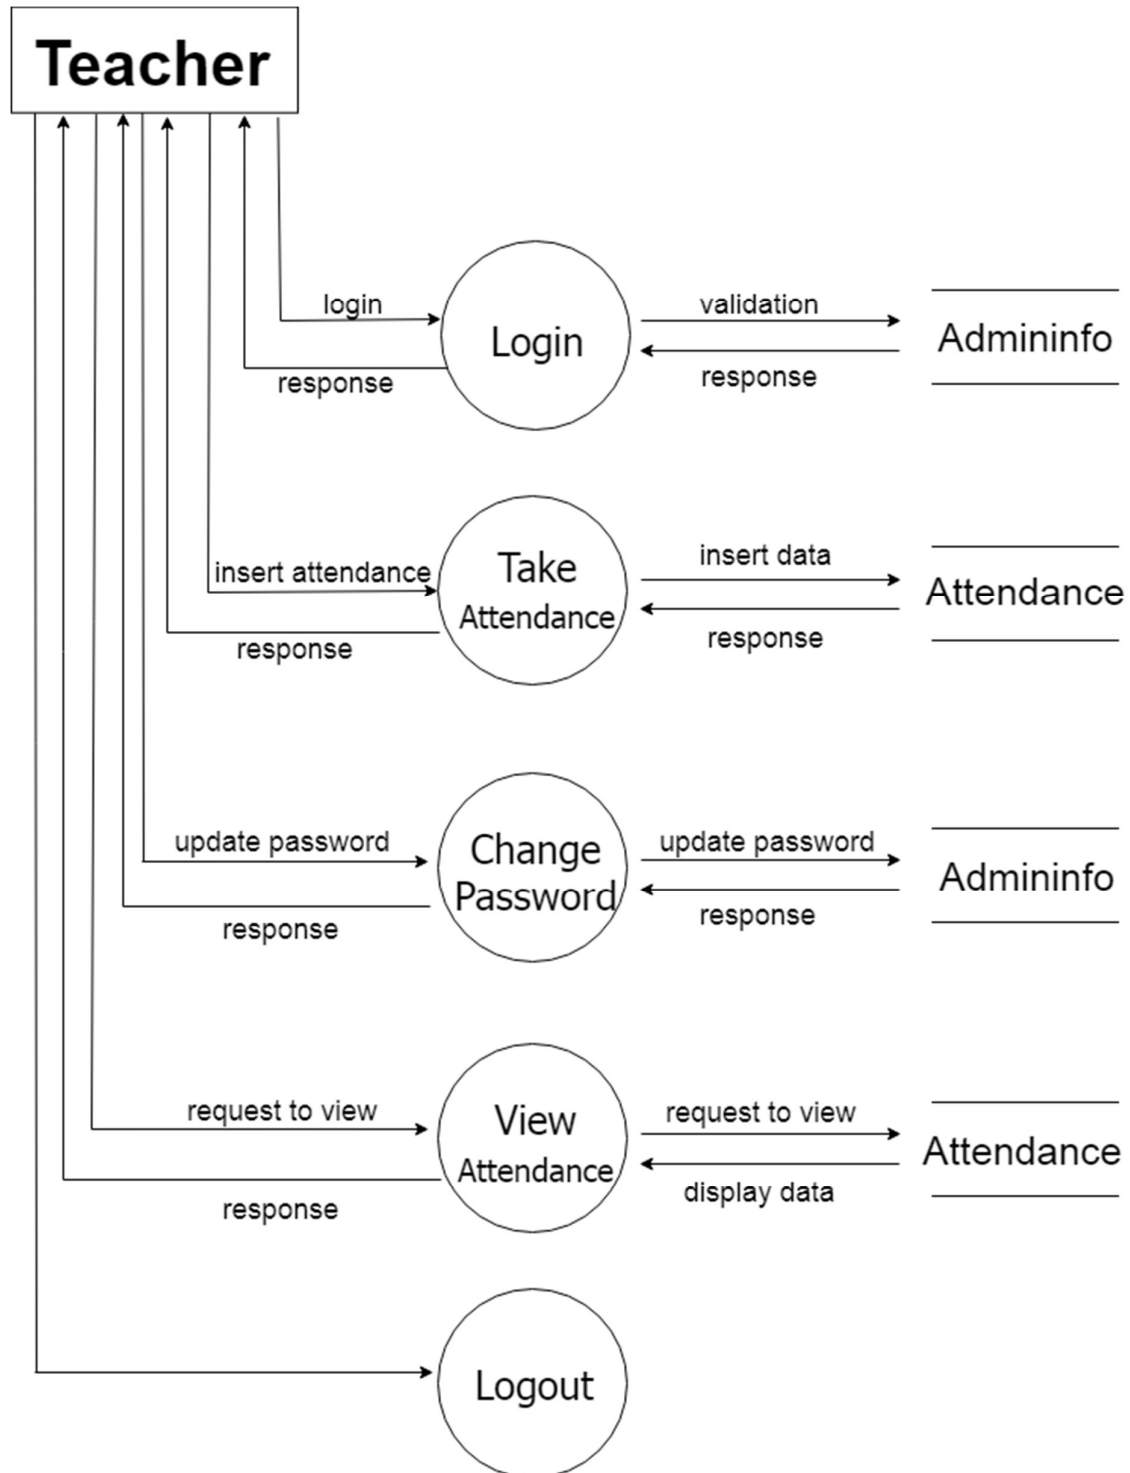 Teacher
login
validation
Login
Admininfo
response
response
Take
Attendance
insert attendance
insert data
Attendance
response
response
Change
Password
update password
update password
Admininfo
response
response
View
Attendance
request to view
request to view
Attendance
response
display data
Logout